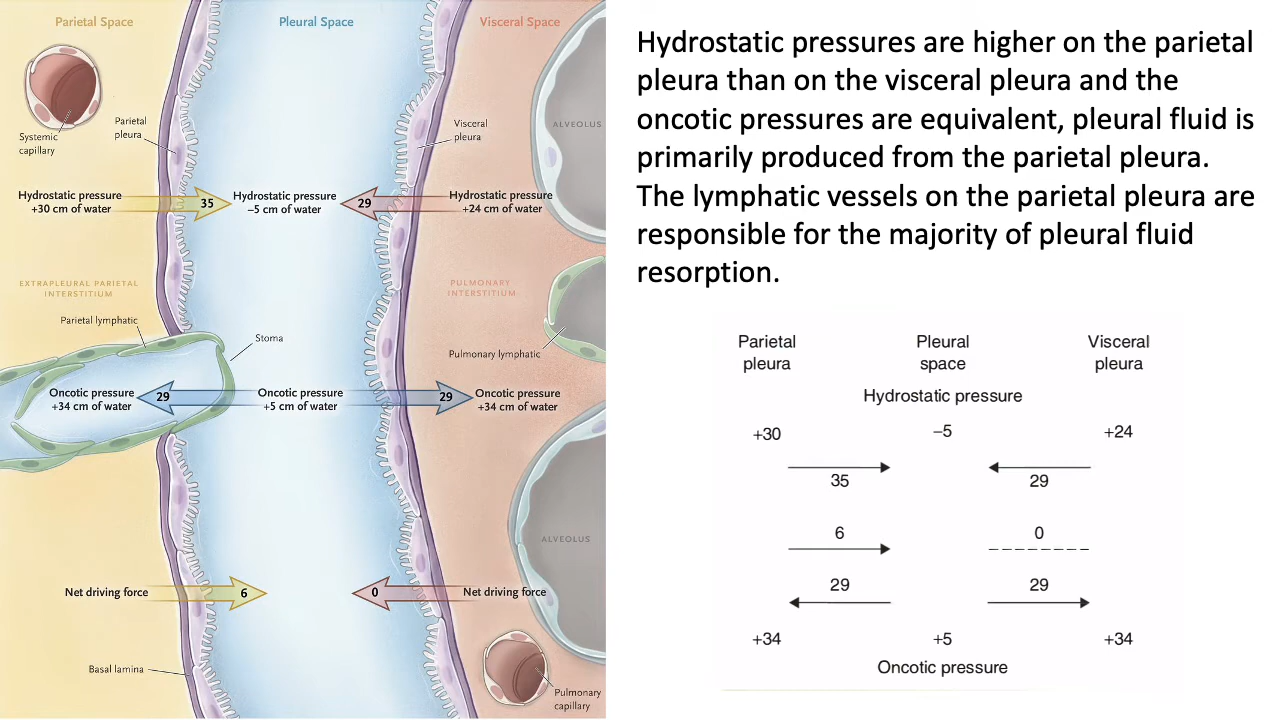 Parietal Space
Pleural Space
Visceral Space
Systemic
capillary
Parietal
pleura
Visceral
pleura
ALVEOLUS
Hydrostatic pressure
+30 cm of water
35
Hydrostatic pressure
–5 cm of water
29
Hydrostatic pressure
+24 cm of water
EXTRAPLEURAL PARIETAL
INTERSTITIUM
PULMONARY
INTERSTITIUM
Parietal lymphatic
Stoma
Pulmonary lymphatic
Oncotic pressure
+34 cm of water
29
Oncotic pressure
+5 cm of water
29
Oncotic pressure
+34 cm of water
ALVEOLUS
Net driving force
6
0
Net driving force
Basal lamina
Pulmonary
capillary
Hydrostatic pressures are higher on the parietal
pleura than on the visceral pleura and the
oncotic pressures are equivalent, pleural fluid is
primarily produced from the parietal pleura.
The lymphatic vessels on the parietal pleura are
responsible for the majority of pleural fluid
resorption.
Parietal
pleura
Pleural
space
Visceral
pleura
Hydrostatic pressure
+30
–5
+24
35
29
6
0
29
29
+34
+5
+34
Oncotic pressure